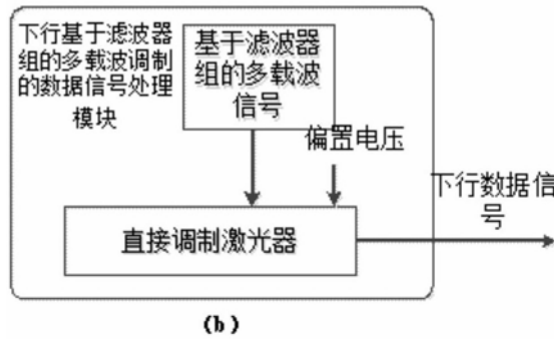 下行基于滤波器
组的多载波调制
的数据信号处理
模块
基于滤波器
组的多载波
信号
偏置电压
下行数据信
号
直接调制激光器
(b)